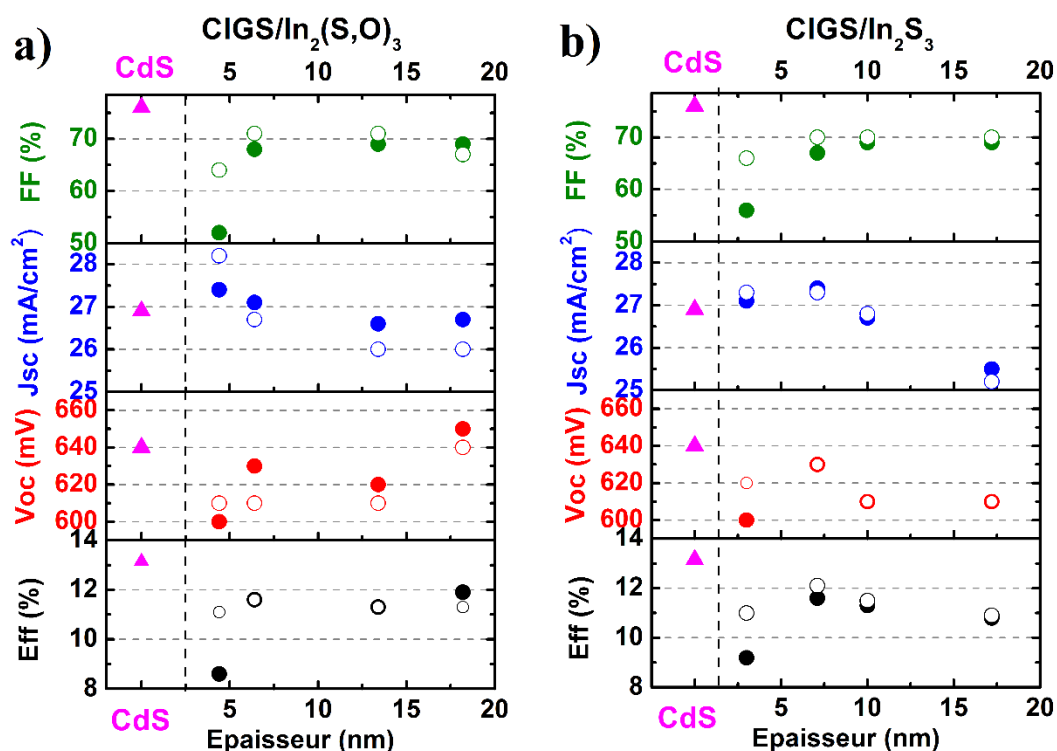 a)
CIGS/In₂(S,O)₃
CdS
5 10 15 20
FF (%)
70
60
50
Jsc (mA/cm²)
28
27
26
25
Voc (mV)
660
640
620
600
Eff (%)
14
12
10
8
CdS
5 10 15 20
Epaisseur (nm)
b)
CIGS/In₂S₃
CdS
5 10 15 20
FF (%)
70
60
50
Jsc (mA/cm²)
28
27
26
25
Voc (mV)
660
640
620
600
Eff (%)
14
12
10
8
CdS
5 10 15 20
Epaisseur (nm)